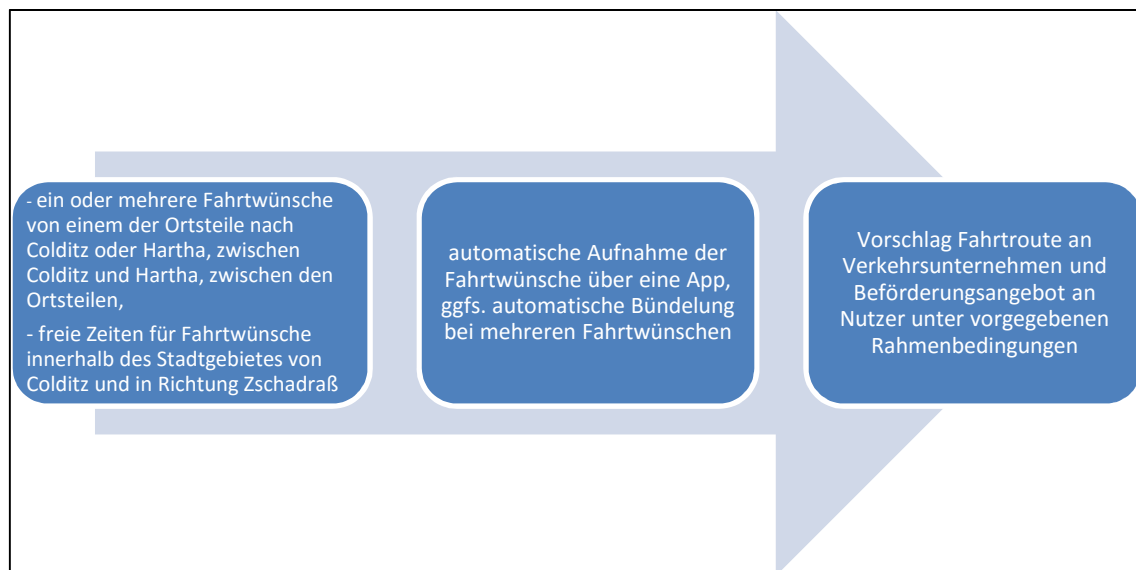 - ein oder mehrere Fahrtwünsche
von einem der Ortsteile nach
Colditz oder Hartha, zwischen
Colditz und Hartha, zwischen den
Ortsteilen,
- freie Zeiten für Fahrtwünsche
innerhalb des Stadtgebietes von
Colditz und in Richtung Zschadraß
automatische Aufnahme der
Fahrtwünsche über eine App,
ggfs. automatische Bündelung
bei mehreren Fahrtwünschen
Vorschlag Fahrtroute an
Verkehrsunternehmen und
Beförderungsangebot an
Nutzer unter vorgegebenen
Rahmenbedingungen